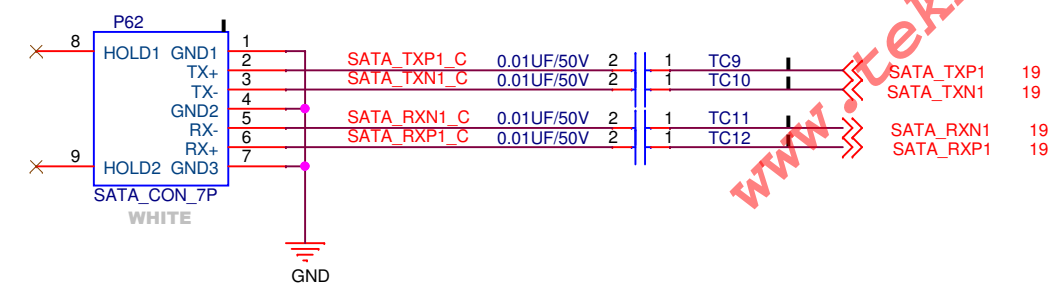 P62
8 HOLD1 GND1 1
TX+ 2 SATA_TXP1_C 0.01UF/50V 2 1 TC9 SATA_TXP1 19
TX- 3 SATA_TXN1_C 0.01UF/50V 2 1 TC10 SATA_TXN1 19
GND2 4
RX- 5 SATA_RXN1_C 0.01UF/50V 2 1 TC11 SATA_RXN1 19
RX+ 6 SATA_RXP1_C 0.01UF/50V 2 1 TC12 SATA_RXP1 19
9 HOLD2 GND3 7
SATA_CON_7P
WHITE
GND
www.tek